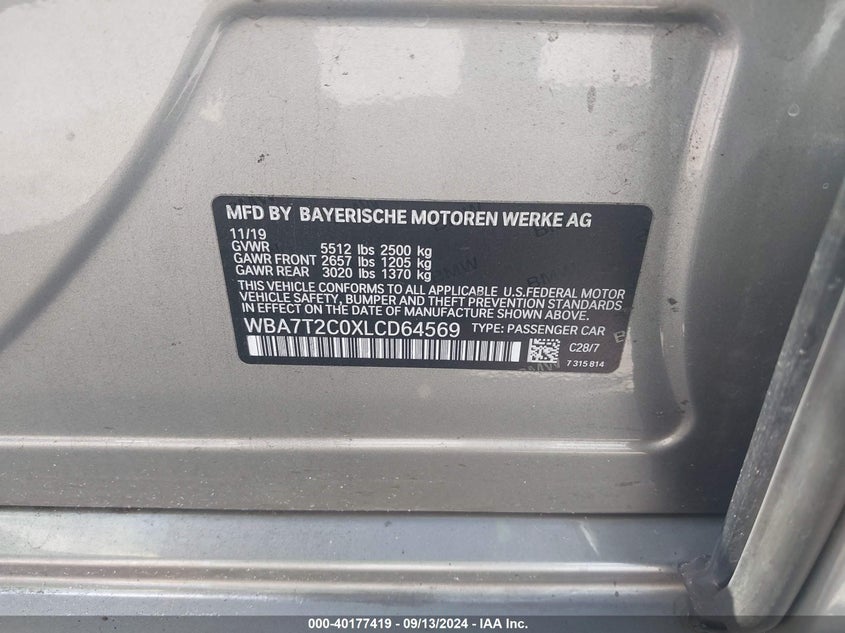 MFD BY BAYERISCHE MOTOREN WERKE AG
11/19
GVWR 5512 lbs 2500 kg
GAWR FRONT 2657 lbs 1205 kg
GAWR REAR 3020 lbs 1370 kg
THIS VEHICLE CONFORMS TO ALL APPLICABLE U.S.FEDERAL MOTOR
VEHICLE SAFETY, BUMPER AND THEFT PREVENTION STANDARDS
IN EFFECT ON THE DATE OF MANUFACTURE SHOWN ABOVE.
WBA7T2C0XLCD64569 TYPE: PASSENGER CAR
C28/7
7 315 814
000-40177419 - 09/13/2024 - IAA Inc.